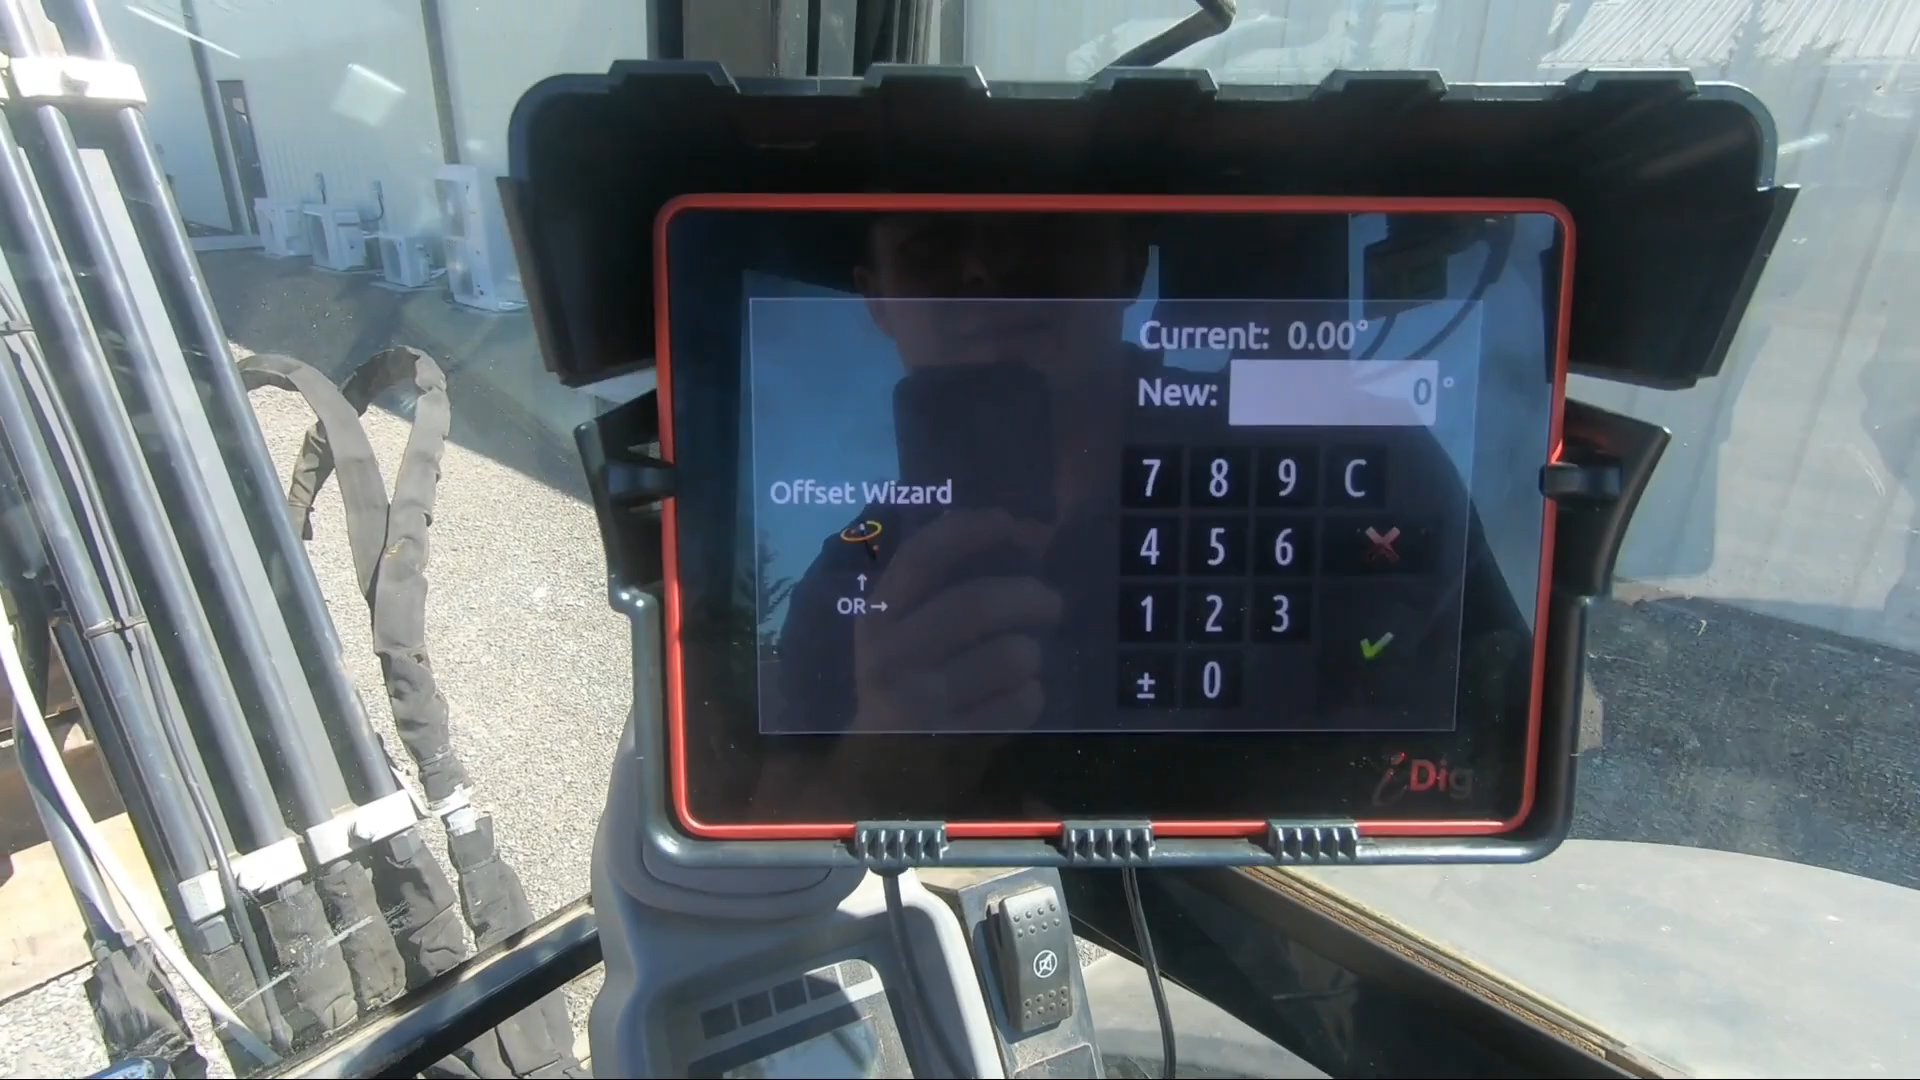 Current: 0.00°
New: 0 °
7 8 9 C
Offset Wizard
4 5 6
↑
OR→
1 2 3
± 0
iDig